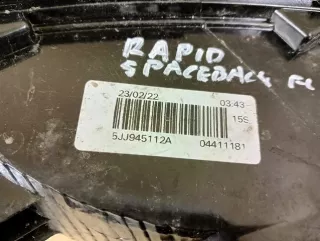 RAPID
SPACEBACK FL
23/02/22 03:43
15S
5JJ945112A 04411181